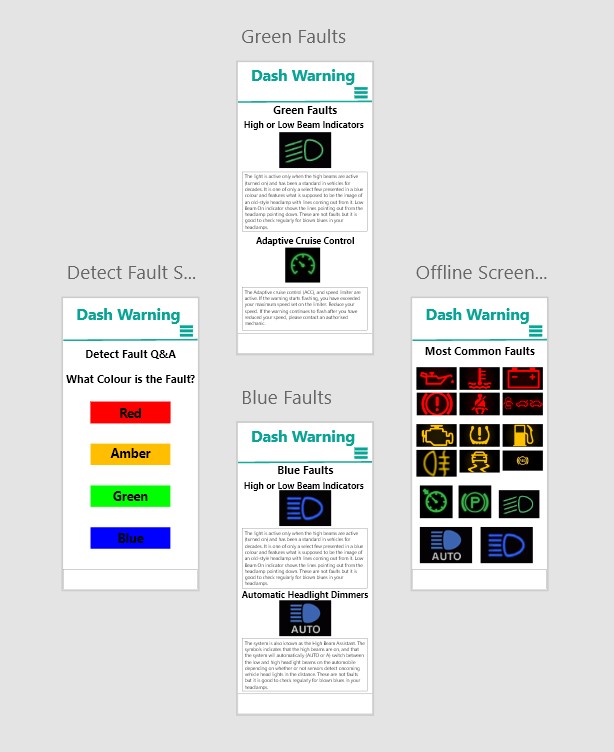 Green Faults
Dash Warning
Green Faults
High or Low Beam Indicators
The light is active only when the high beams are active
(turned on) and has been a standard in vehicles for
decades. It is one of only a select few presented in a blue
colour and features what is supposed to be the image of
an old-style headlamp with lines coming out from it. Low
Beam On indicator shows the lines pointing out from the
headlamp pointing down. These are not faults but it is
good to check regularly for blown blues in your
headlamps.
Adaptive Cruise Control
The Adaptive cruise control (ACC), and speed limiter are
active. If the warning starts flashing, you have exceeded
your maximum speed set on the limiter. Reduce your
speed. If the warning continues to flash after you have
reduced your speed, please contact an authorised
mechanic.
Detect Fault S...
Dash Warning
Detect Fault Q&A
What Colour is the Fault?
Red
Amber
Green
Blue
Blue Faults
Dash Warning
Blue Faults
High or Low Beam Indicators
The light is active only when the high beams are active
(turned on) and has been a standard in vehicles for
decades. It is one of only a select few presented in a blue
colour and features what is supposed to be the image of
an old-style headlamp with lines coming out from it. Low
Beam On indicator shows the lines pointing out from the
headlamp pointing down. These are not faults but it is
good to check regularly for blown blues in your
headlamps.
Automatic Headlight Dimmers
AUTO
The system is also known as the High Beam Assistant. The
symbols indicates that the high beams are on, and that
the system will automatically (AUTO or A) switch between
the low and high headlight beams on the automobile
depending on whether or not sensors detect oncoming
vehicle head lights in the distance. These are not faults
but it is good to check regularly for blown blues in your
headlamps.
Offline Screen...
Dash Warning
Most Common Faults
P
AUTO